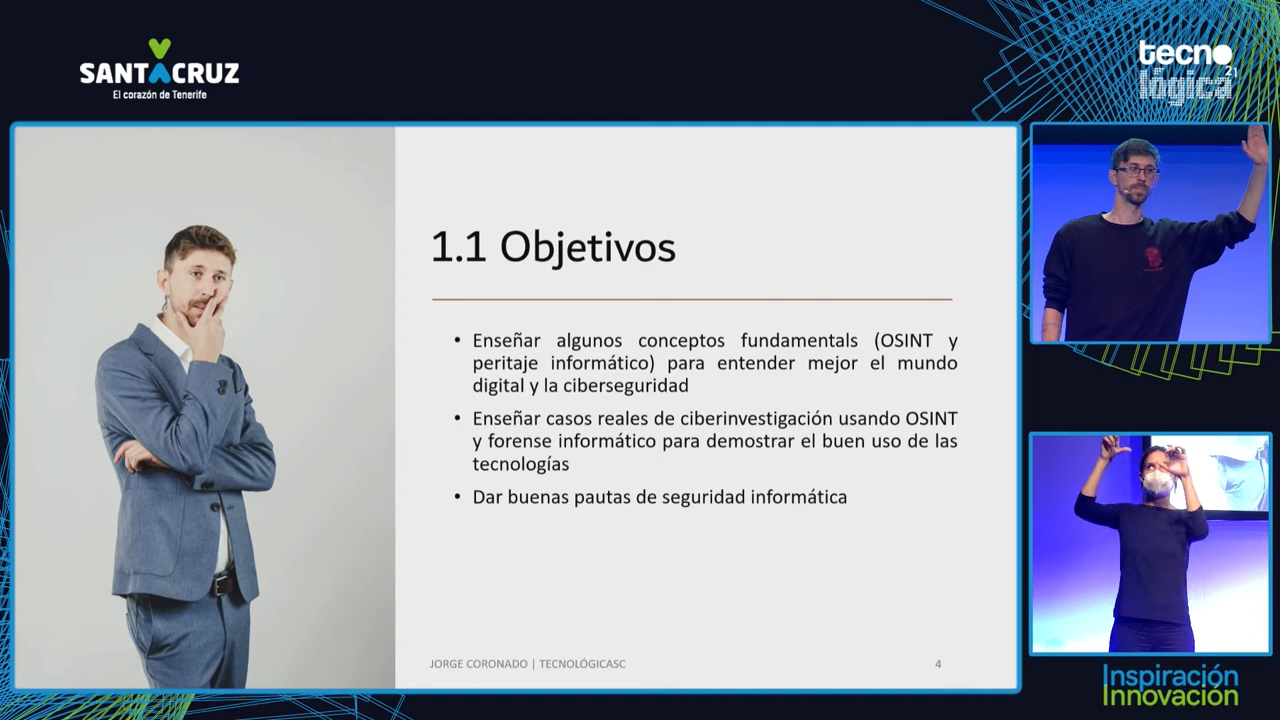 SANTACRUZ
El corazón de Tenerife
tecno
lógica
21
1.1 Objetivos
• Enseñar algunos conceptos fundamentals (OSINT y
peritaje informático) para entender mejor el mundo
digital y la ciberseguridad
• Enseñar casos reales de ciberinvestigación usando OSINT
y forense informático para demostrar el buen uso de las
tecnologías
• Dar buenas pautas de seguridad informática
JORGE CORONADO | TECNOLÓGICASC
4
Inspiración
Innovación